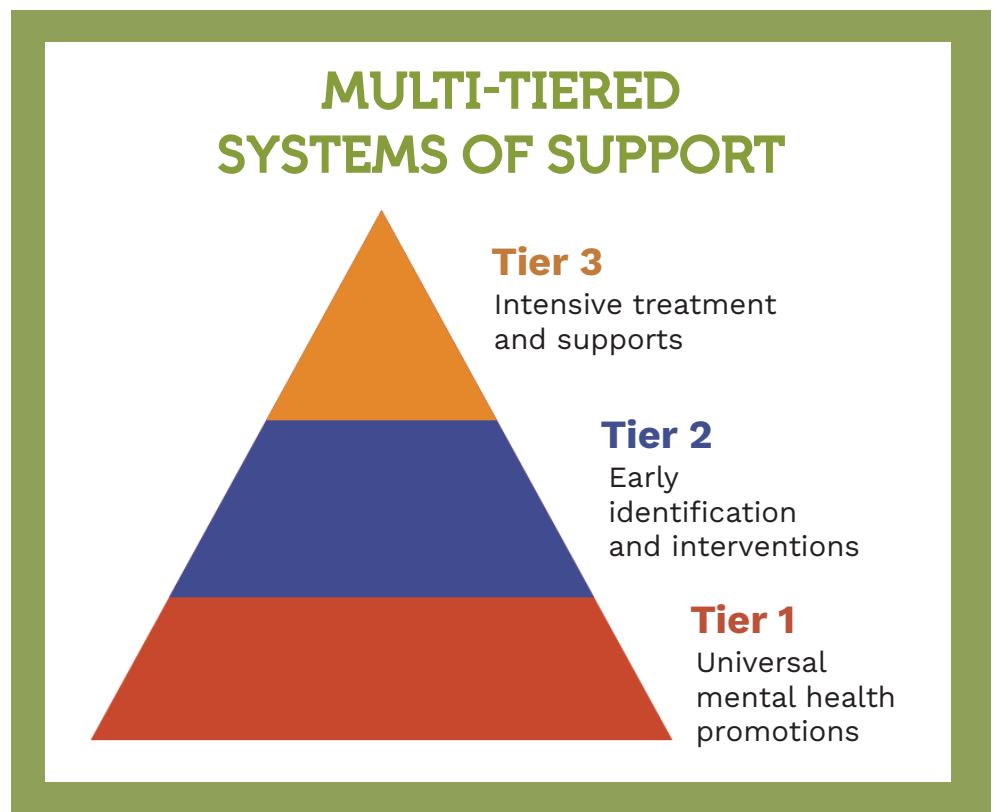 MULTI-TIERED
SYSTEMS OF SUPPORT
Tier 3
Intensive treatment
and supports
Tier 2
Early
identification
and interventions
Tier 1
Universal
mental health
promotions